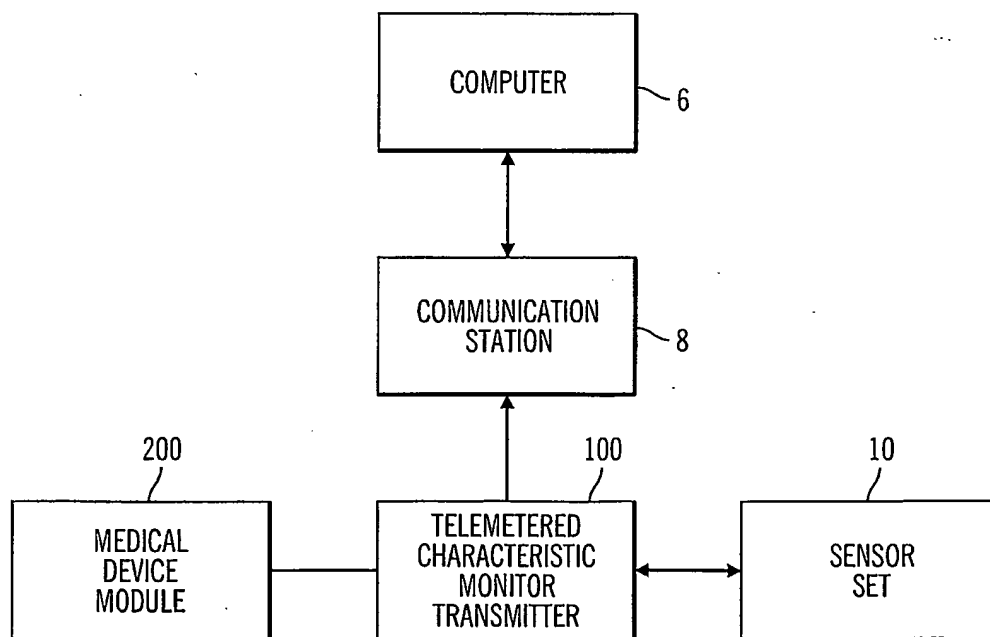 COMPUTER
6
COMMUNICATION
STATION
8
200
100
10
MEDICAL
DEVICE
MODULE
TELEMETERED
CHARACTERISTIC
MONITOR
TRANSMITTER
SENSOR
SET